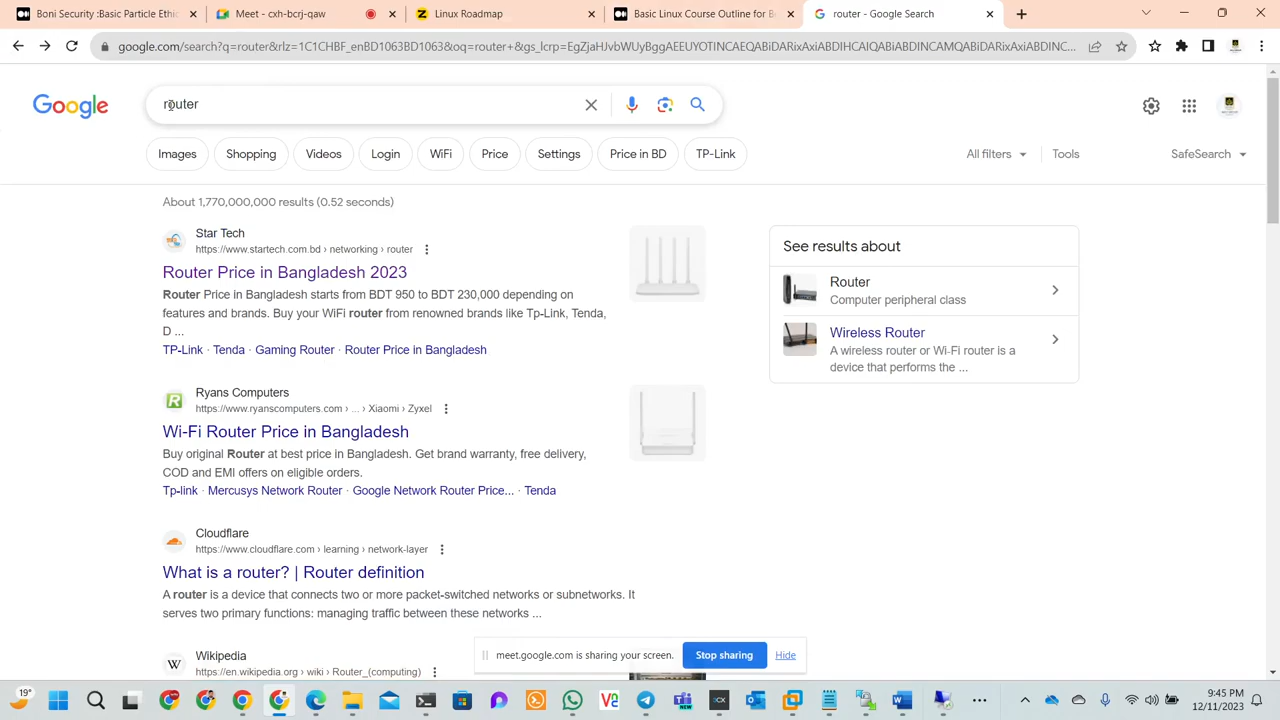 Boni Security :Basic Particle Ethic
Meet - cxh-bcrj-qaw
Linux Roadmap
Basic Linux Course Outline for Be
router - Google Search
google.com/search?q=router&rlz=1C1CHBF_enBD1063BD1063&oq=router+&gs_lcrp=EgZjaHJvbWUyBggAEEUYOTINCAEQABiDARixAxiABDIHCAIQABiABDINCAMQABiDARixAxiABDINC...
Google
router
Images
Shopping
Videos
Login
WiFi
Price
Settings
Price in BD
TP-Link
All filters
Tools
SafeSearch
About 1,770,000,000 results (0.52 seconds)
Star Tech
https://www.startech.com.bd › networking › router
Router Price in Bangladesh 2023
Router Price in Bangladesh starts from BDT 950 to BDT 230,000 depending on
features and brands. Buy your WiFi router from renowned brands like Tp-Link, Tenda,
D ...
TP-Link · Tenda · Gaming Router · Router Price in Bangladesh
See results about
Router
Computer peripheral class
Wireless Router
A wireless router or Wi-Fi router is a
device that performs the ...
Ryans Computers
https://www.ryanscomputers.com › ... › Xiaomi › Zyxel
Wi-Fi Router Price in Bangladesh
Buy original Router at best price in Bangladesh. Get brand warranty, free delivery,
COD and EMI offers on eligible orders.
Tp-link · Mercusys Network Router · Google Network Router Price... · Tenda
Cloudflare
https://www.cloudflare.com › learning › network-layer
What is a router? | Router definition
A router is a device that connects two or more packet-switched networks or subnetworks. It
serves two primary functions: managing traffic between these networks ...
Wikipedia
https://en.wikipedia.org › wiki › Router_(computing)
meet.google.com is sharing your screen.
Stop sharing
Hide
19°
9:45 PM
12/11/2023